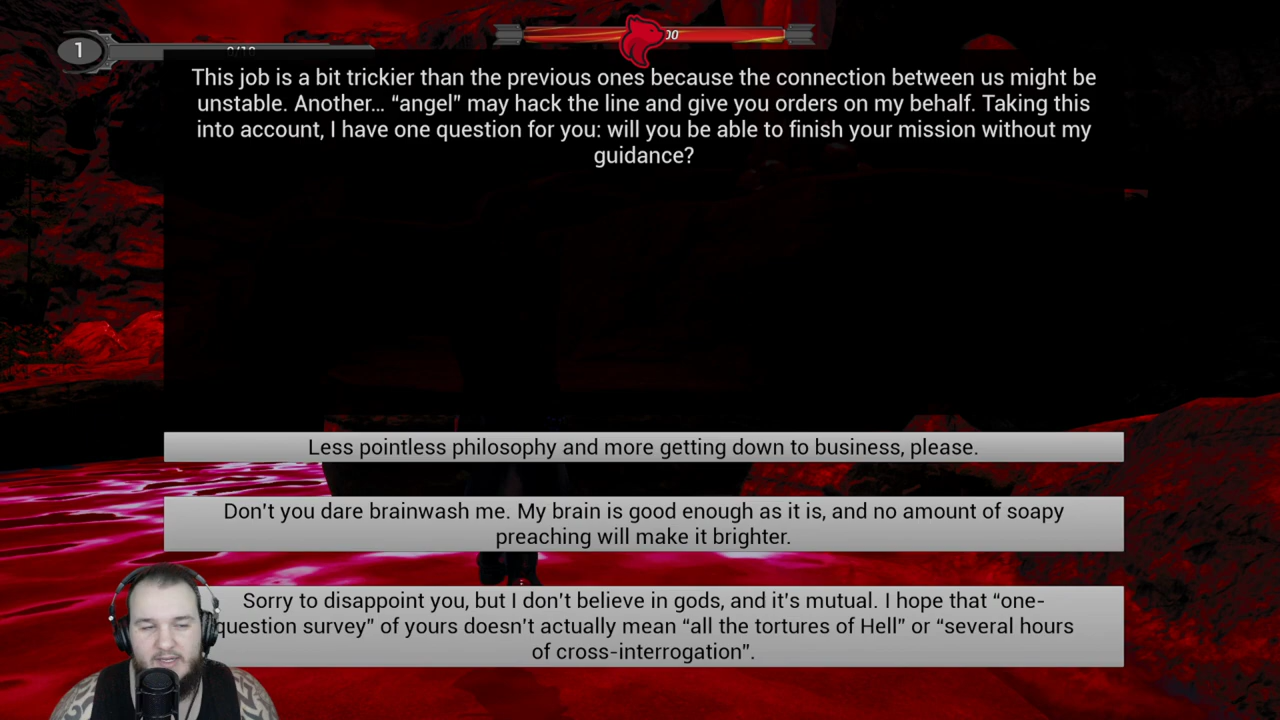 1
0/10
00
This job is a bit trickier than the previous ones because the connection between us might be
unstable. Another… “angel” may hack the line and give you orders on my behalf. Taking this
into account, I have one question for you: will you be able to finish your mission without my
guidance?
Less pointless philosophy and more getting down to business, please.
Don't you dare brainwash me. My brain is good enough as it is, and no amount of soapy
preaching will make it brighter.
Sorry to disappoint you, but I don't believe in gods, and it's mutual. I hope that “one-
question survey” of yours doesn't actually mean “all the tortures of Hell” or “several hours
of cross-interrogation”.